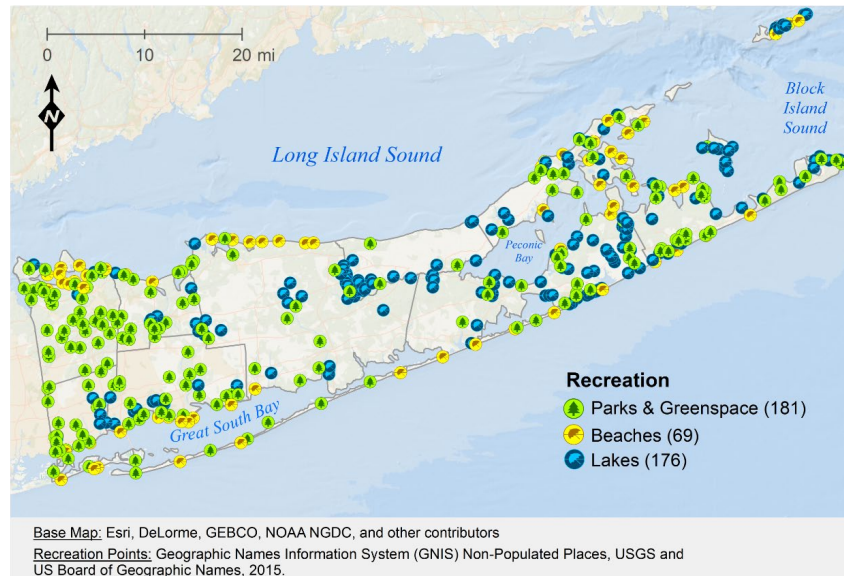 0 10 20 mi
N
Block
Island
Sound
Long Island Sound
Peconic
Bay
Great South Bay
Recreation
Parks & Greenspace (181)
Beaches (69)
Lakes (176)
Base Map: Esri, DeLorme, GEBCO, NOAA NGDC, and other contributors
Recreation Points: Geographic Names Information System (GNIS) Non-Populated Places, USGS and
US Board of Geographic Names, 2015.